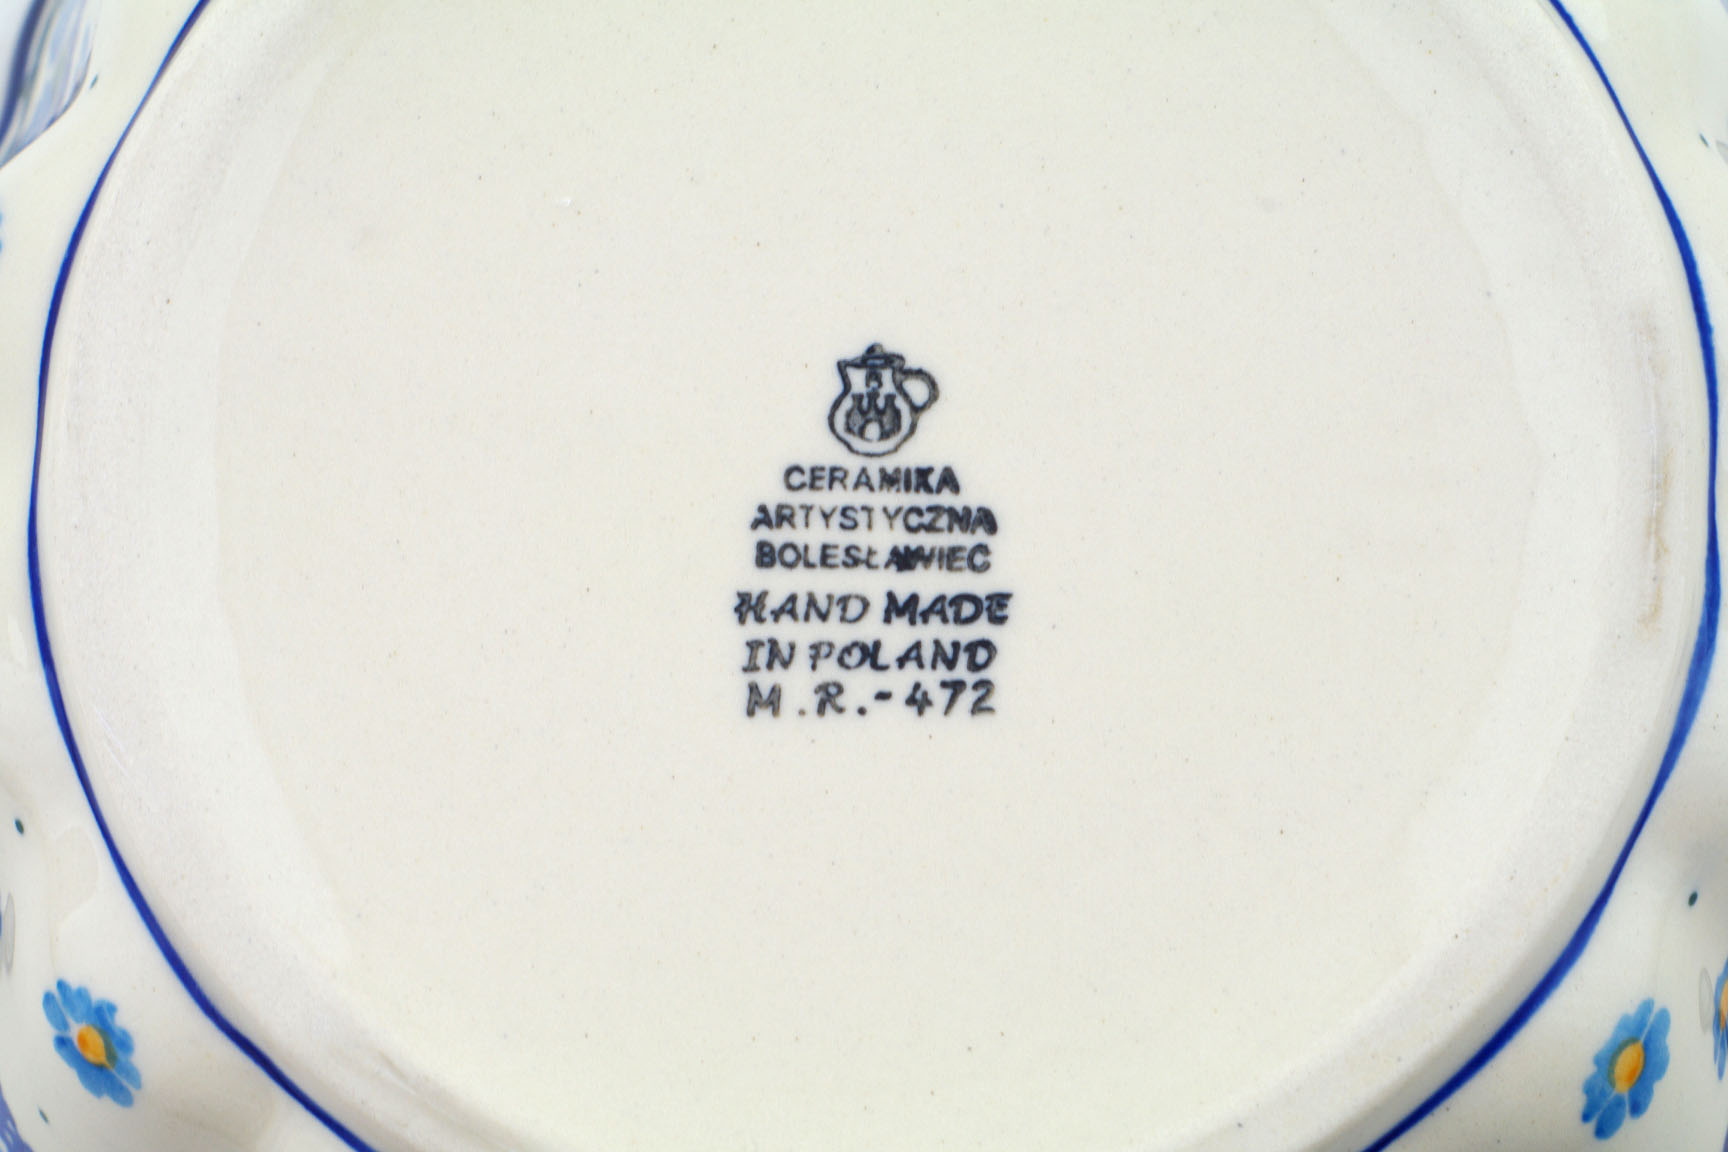 CERAMIKA
ARTYSTYCZNA
BOLESŁAWIEC
HAND MADE
IN POLAND
M.R.-472